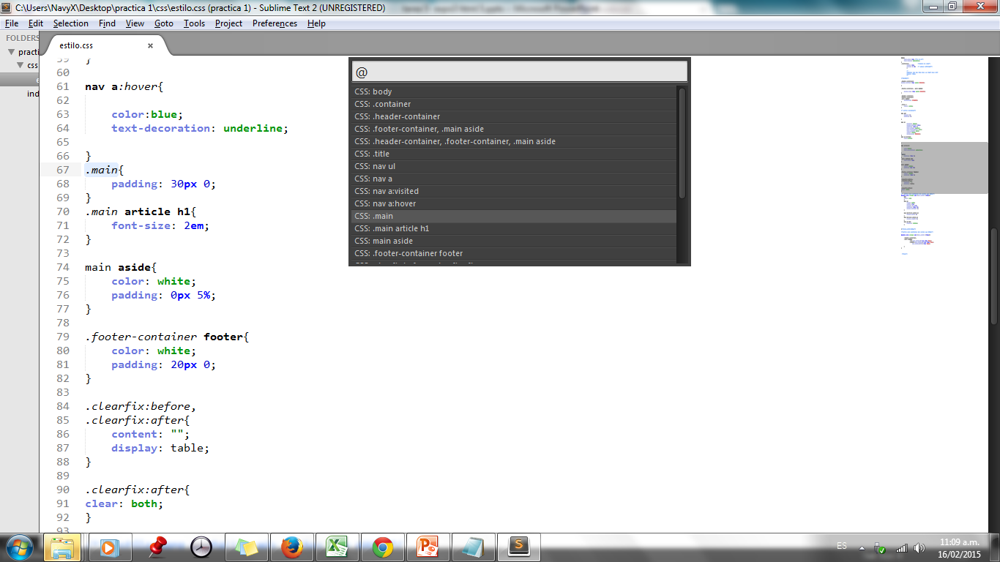 C:\Users\NavyX\Desktop\practica 1\css\estilo.css (practica 1) - Sublime Text 2 (UNREGISTERED)
File Edit Selection Find View Goto Tools Project Preferences Help
FOLDERS
practi
css
e
ind
estilo.css
@
CSS: body
CSS: .container
CSS: .header-container
CSS: .footer-container, .main aside
CSS: .header-container, .footer-container, .main aside
CSS: .title
CSS: nav ul
CSS: nav a
CSS: nav a:visited
CSS: nav a:hover
CSS: .main
CSS: .main article h1
CSS: main aside
CSS: .footer-container footer
59 }
60
61 nav a:hover{
62
63 color:blue;
64 text-decoration: underline;
65
66 }
67 .main{
68 padding: 30px 0;
69 }
70 .main article h1{
71 font-size: 2em;
72 }
73
74 main aside{
75 color: white;
76 padding: 0px 5%;
77 }
78
79 .footer-container footer{
80 color: white;
81 padding: 20px 0;
82 }
83
84 .clearfix:before,
85 .clearfix:after{
86 content: "";
87 display: table;
88 }
89
90 .clearfix:after{
91 clear: both;
92 }
93
ES
11:09 a.m.
16/02/2015